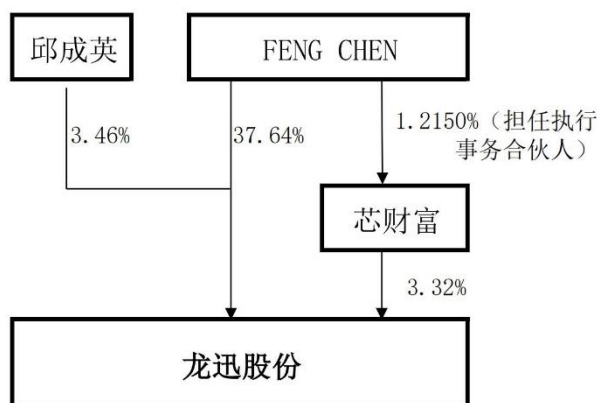 邱成英
FENG CHEN
3.46%
37.64%
1.2150%（担任执行
事务合伙人）
芯财富
3.32%
龙迅股份